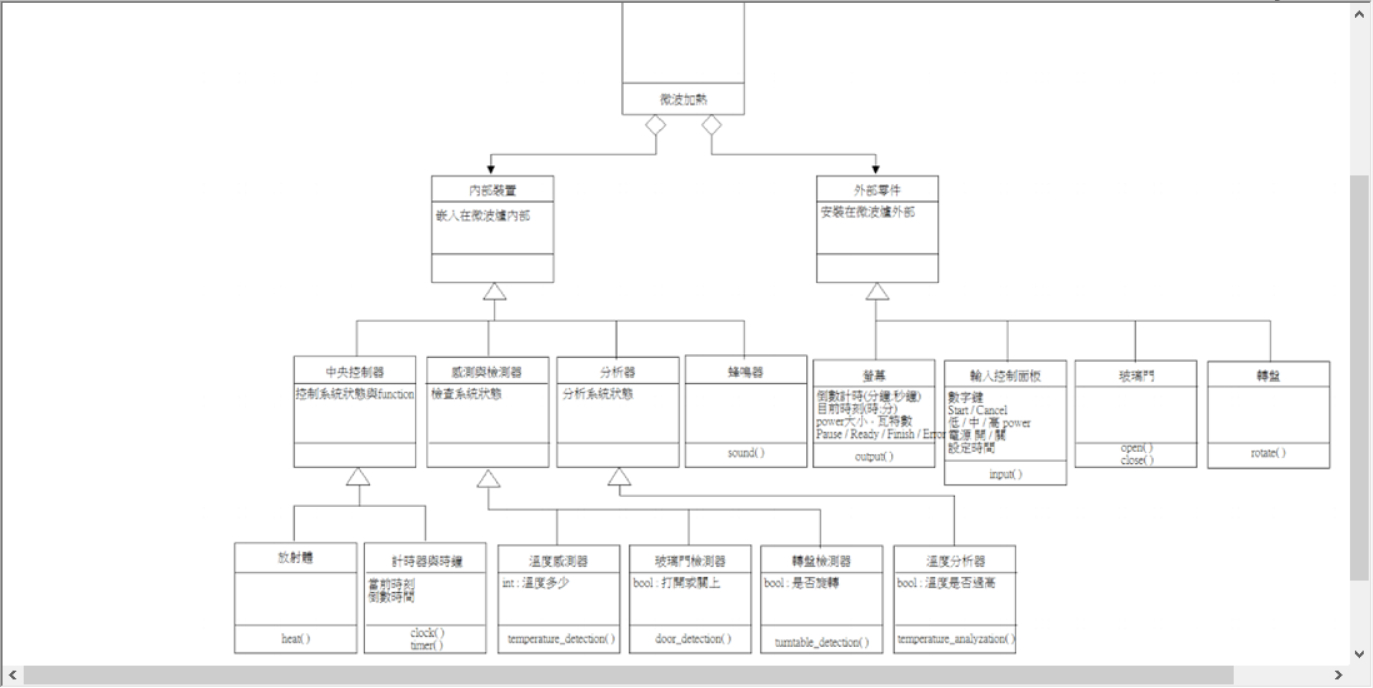 微波加熱
內部裝置
嵌入在微波爐內部
外部零件
安裝在微波爐外部
中央控制器
控制系統狀態與function
感測與檢測器
檢查系統狀態
分析器
分析系統狀態
蜂鳴器
sound( )
螢幕
倒數計時(分鐘:秒鐘)
目前時刻(時:分)
power大小 - 瓦特數
Pause / Ready / Finish / Error
output( )
輸入控制面板
數字鍵
Start / Cancel
低 / 中 / 高 power
電源 開 / 關
設定時間
input( )
玻璃門
open( )
close( )
轉盤
rotate( )
放射體
heat( )
計時器與時鐘
當前時刻
倒數時間
clock( )
timer( )
溫度感測器
int : 溫度多少
temperature_detection( )
玻璃門檢測器
bool : 打開或關上
door_detection( )
轉盤檢測器
bool : 是否旋轉
turntable_detection( )
溫度分析器
bool : 溫度是否過高
temperature_analyzation( )